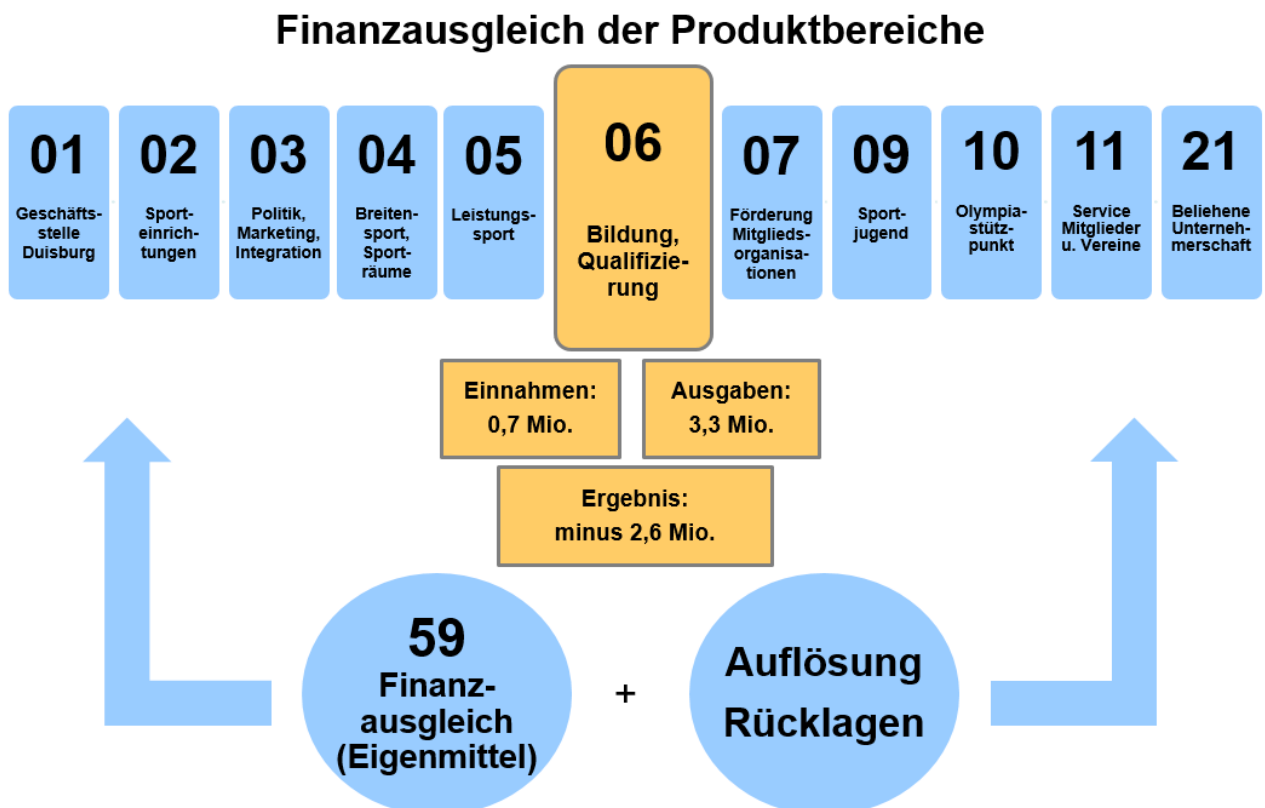 Finanzausgleich der Produktbereiche
01
Geschäfts-
stelle
Duisburg
02
Sport-
einrich-
tungen
03
Politik,
Marketing,
Integration
04
Breiten-
sport,
Sport-
räume
05
Leistungs-
sport
06
Bildung,
Qualifizie-
rung
07
Förderung
Mitglieds-
organisa-
tionen
09
Sport-
jugend
10
Olympia-
stütz-
punkt
11
Service
Mitglieder
u. Vereine
21
Beliehene
Unterneh-
merschaft
Einnahmen:
0,7 Mio.
Ausgaben:
3,3 Mio.
Ergebnis:
minus 2,6 Mio.
59
Finanz-
ausgleich
(Eigenmittel)
+
Auflösung
Rücklagen